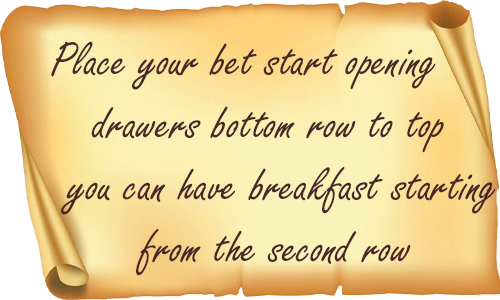 Place your bet start opening
drawers bottom row to top
you can have breakfast starting
from the second row